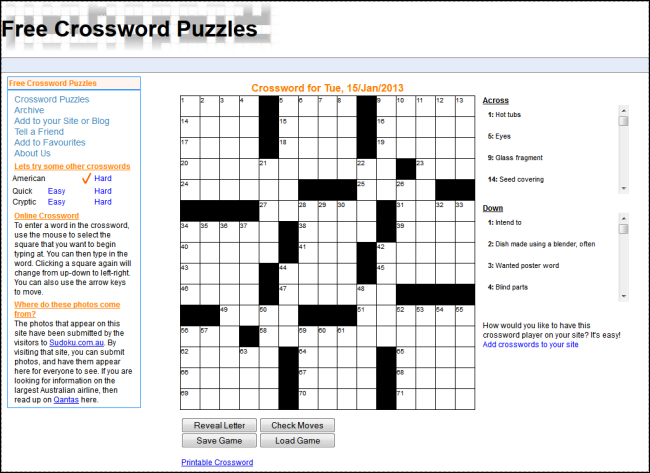 Free Crossword Puzzles
Free Crossword Puzzles
Crossword Puzzles
Archive
Add to your Site or Blog
Tell a Friend
Add to Favourites
About Us
Lets try some other crosswords
American Hard
Quick Easy Hard
Cryptic Easy Hard
Online Crossword
To enter a word in the crossword,
use the mouse to select the
square that you want to begin
typing at. You can then type in the
word. Clicking a square again will
change from up-down to left-right.
You can also use the arrow keys
to move.
Where do these photos come
from?
The photos that appear on this
site have been submitted by the
visitors to Sudoku.com.au. By
visiting that site, you can submit
photos, and have them appear
here for everyone to see. If you are
looking for information on the
largest Australian airline, then
read up on Qantas here.
Crossword for Tue, 15/Jan/2013
1 2 3 4 5 6 7 8 9 10 11 12 13
14 15 16
17 18 19
20 21 22 23
24 25 26
27 28 29 30 31 32 33
34 35 36 37 38 39
40 41 42
43 44 45
46 47 48
49 50 51 52 53 54 55
56 57 58 59 60 61
62 63 64 65
66 67 68
69 70 71
Reveal Letter Check Moves
Save Game Load Game
Printable Crossword
Across
1: Hot tubs
5: Eyes
9: Glass fragment
14: Seed covering
Down
1: Intend to
2: Dish made using a blender, often
3: Wanted poster word
4: Blind parts
How would you like to have this
crossword player on your site? It's easy!
Add crosswords to your site